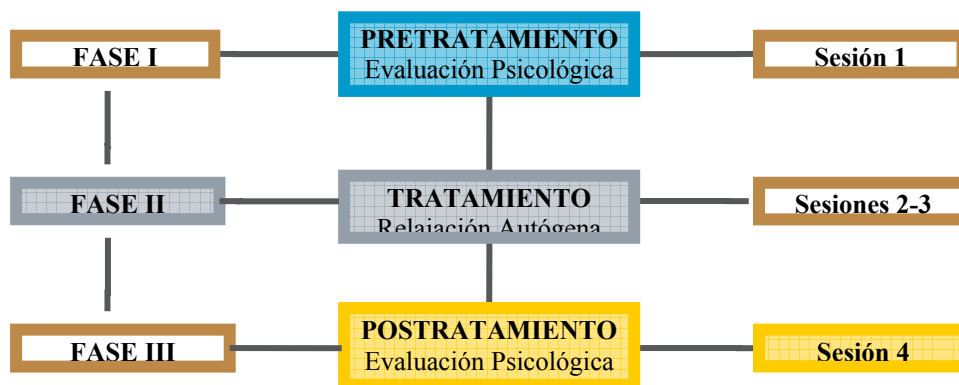 FASE I
PRETRATAMIENTO
Evaluación Psicológica
Sesión 1
FASE II
TRATAMIENTO
Relajación Autógena
Sesiones 2-3
FASE III
POSTRATAMIENTO
Evaluación Psicológica
Sesión 4